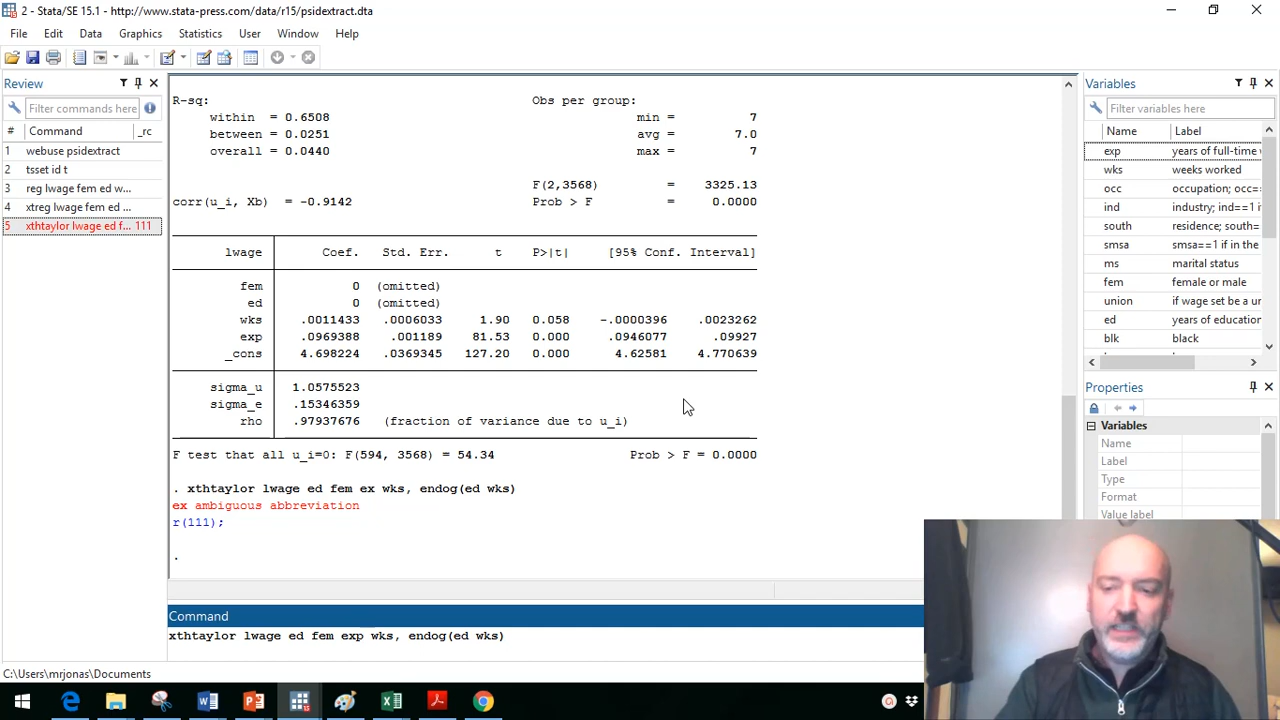 2 - Stata/SE 15.1 - http://www.stata-press.com/data/r15/psidextract.dta
File Edit Data Graphics Statistics User Window Help
Review
Filter commands here
# Command _rc
1 webuse psidextract
2 tsset id t
3 reg lwage fem ed w...
4 xtreg lwage fem ed ...
5 xthtaylor lwage ed f... 111
R-sq: Obs per group:
within = 0.6508 min = 7
between = 0.0251 avg = 7.0
overall = 0.0440 max = 7
F(2,3568) = 3325.13
corr(u_i, Xb) = -0.9142 Prob > F = 0.0000
lwage Coef. Std. Err. t P>|t| [95% Conf. Interval]
fem 0 (omitted)
ed 0 (omitted)
wks .0011433 .0006033 1.90 0.058 -.0000396 .0023262
exp .0969388 .001189 81.53 0.000 .0946077 .09927
_cons 4.698224 .0369345 127.20 0.000 4.62581 4.770639
sigma_u 1.0575523
sigma_e .15346359
rho .97937676 (fraction of variance due to u_i)
F test that all u_i=0: F(594, 3568) = 54.34 Prob > F = 0.0000
. xthtaylor lwage ed fem ex wks, endog(ed wks)
ex ambiguous abbreviation
r(111);
.
Command
xthtaylor lwage ed fem exp wks, endog(ed wks)
Variables
Filter variables here
Name Label
exp years of full-time
wks weeks worked
occ occupation; occ=
ind industry; ind==1 i
south residence; south=
smsa smsa==1 if in the
ms marital status
fem female or male
union if wage set be a u
ed years of education
blk black
Properties
Variables
Name
Label
Type
Format
Value label
C:\Users\mrjonas\Documents